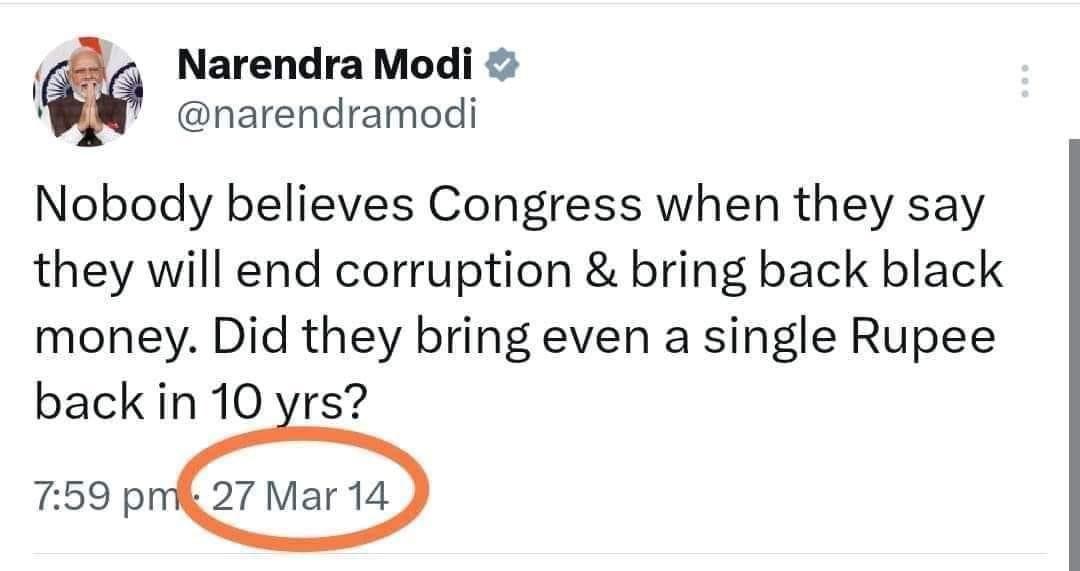 Narendra Modi
@narendramodi
Nobody believes Congress when they say
they will end corruption & bring back black
money. Did they bring even a single Rupee
back in 10 yrs?
7:59 pm · 27 Mar 14